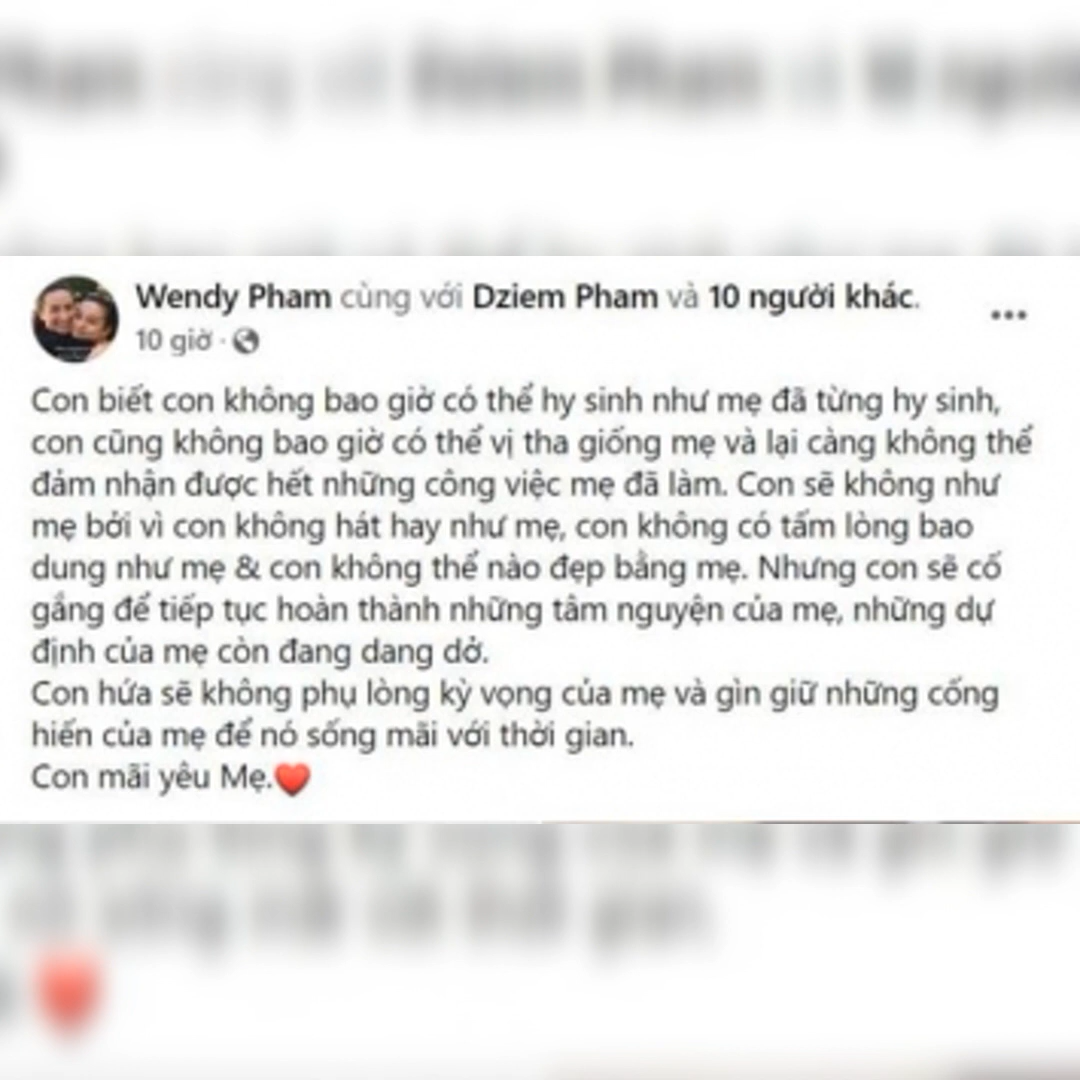 Wendy Pham cùng với Dziem Pham và 10 người khác.
10 giờ ·
Con biết con không bao giờ có thể hy sinh như mẹ đã từng hy sinh,
con cũng không bao giờ có thể vị tha giống mẹ và lại càng không thể
đảm nhận được hết những công việc mẹ đã làm. Con sẽ không như
mẹ bởi vì con không hát hay như mẹ, con không có tấm lòng bao
dung như mẹ & con không thể nào đẹp bằng mẹ. Nhưng con sẽ cố
gắng để tiếp tục hoàn thành những tâm nguyện của mẹ, những dự
định của mẹ còn đang dang dở.
Con hứa sẽ không phụ lòng kỳ vọng của mẹ và gìn giữ những cống
hiến của mẹ để nó sống mãi với thời gian.
Con mãi yêu Mẹ.❤️